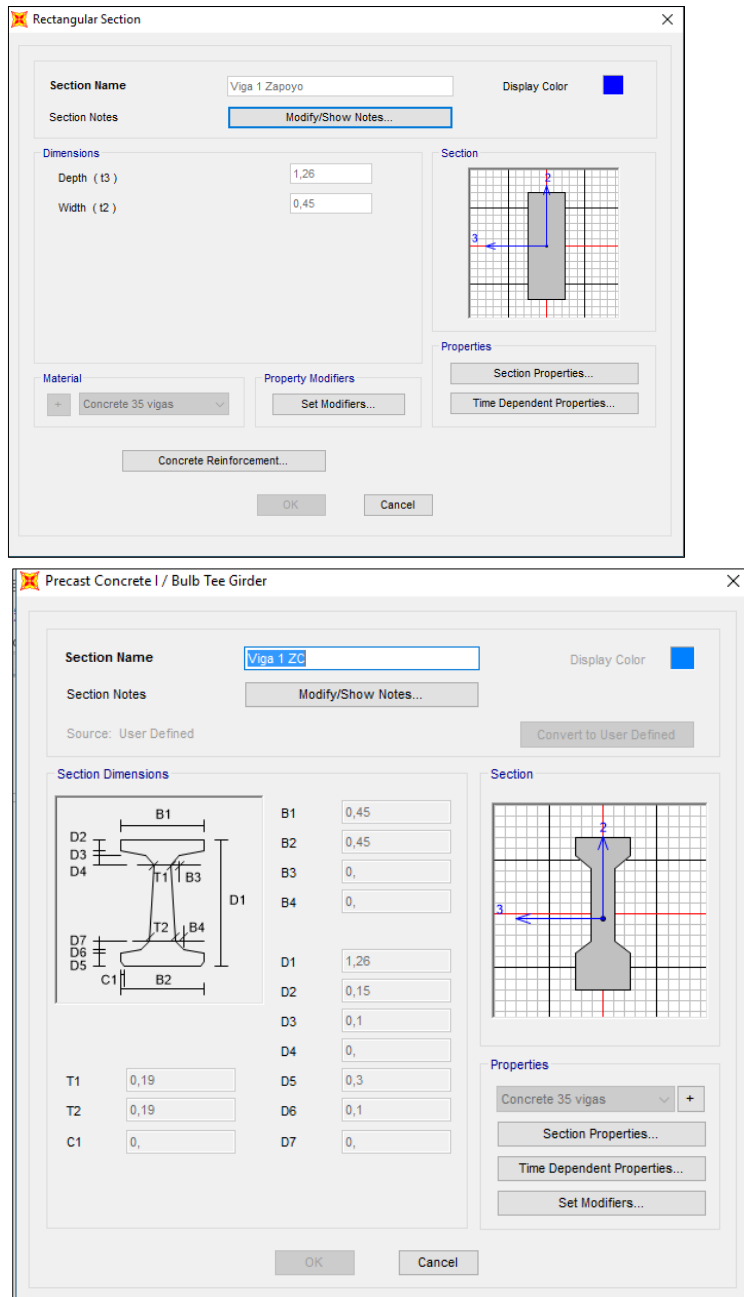 Rectangular Section
Section Name Viga 1 Zapoyo Display Color
Section Notes Modify/Show Notes...
Dimensions
Depth ( t3 ) 1,26
Width ( t2 ) 0,45
Section
2
3
Properties
Section Properties...
Time Dependent Properties...
Material
+ Concrete 35 vigas
Property Modifiers
Set Modifiers...
Concrete Reinforcement...
OK Cancel
Precast Concrete I / Bulb Tee Girder
Section Name Viga 1 ZC Display Color
Section Notes Modify/Show Notes...
Source: User Defined Convert to User Defined
Section Dimensions
B1
D2
D3
D4
T1 B3
D1
T2 B4
D7
D6
D5
C1 B2
B1 0,45
B2 0,45
B3 0,
B4 0,
D1 1,26
D2 0,15
D3 0,1
D4 0,
T1 0,19 D5 0,3
T2 0,19 D6 0,1
C1 0, D7 0,
Section
2
3
Properties
Concrete 35 vigas +
Section Properties...
Time Dependent Properties...
Set Modifiers...
OK Cancel